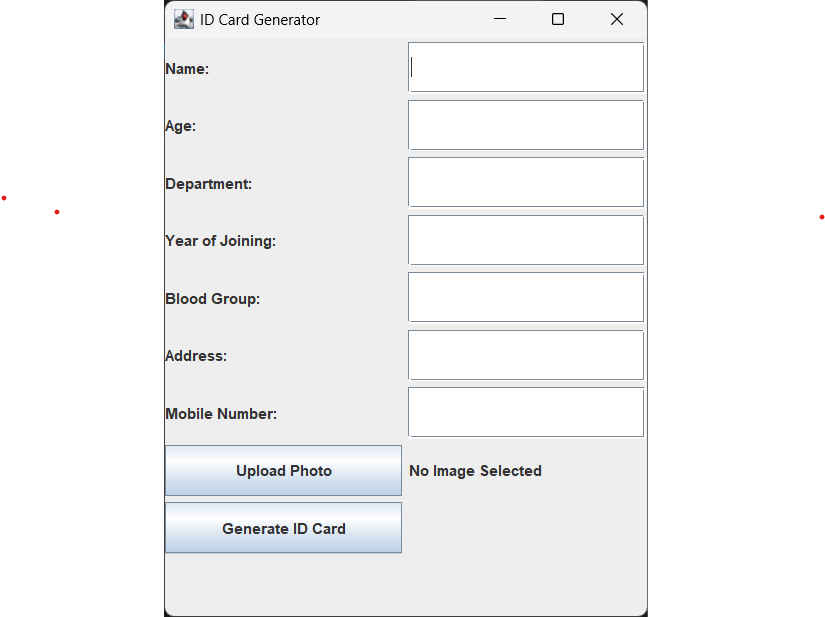 ID Card Generator
Name:
Age:
Department:
Year of Joining:
Blood Group:
Address:
Mobile Number:
Upload Photo No Image Selected
Generate ID Card